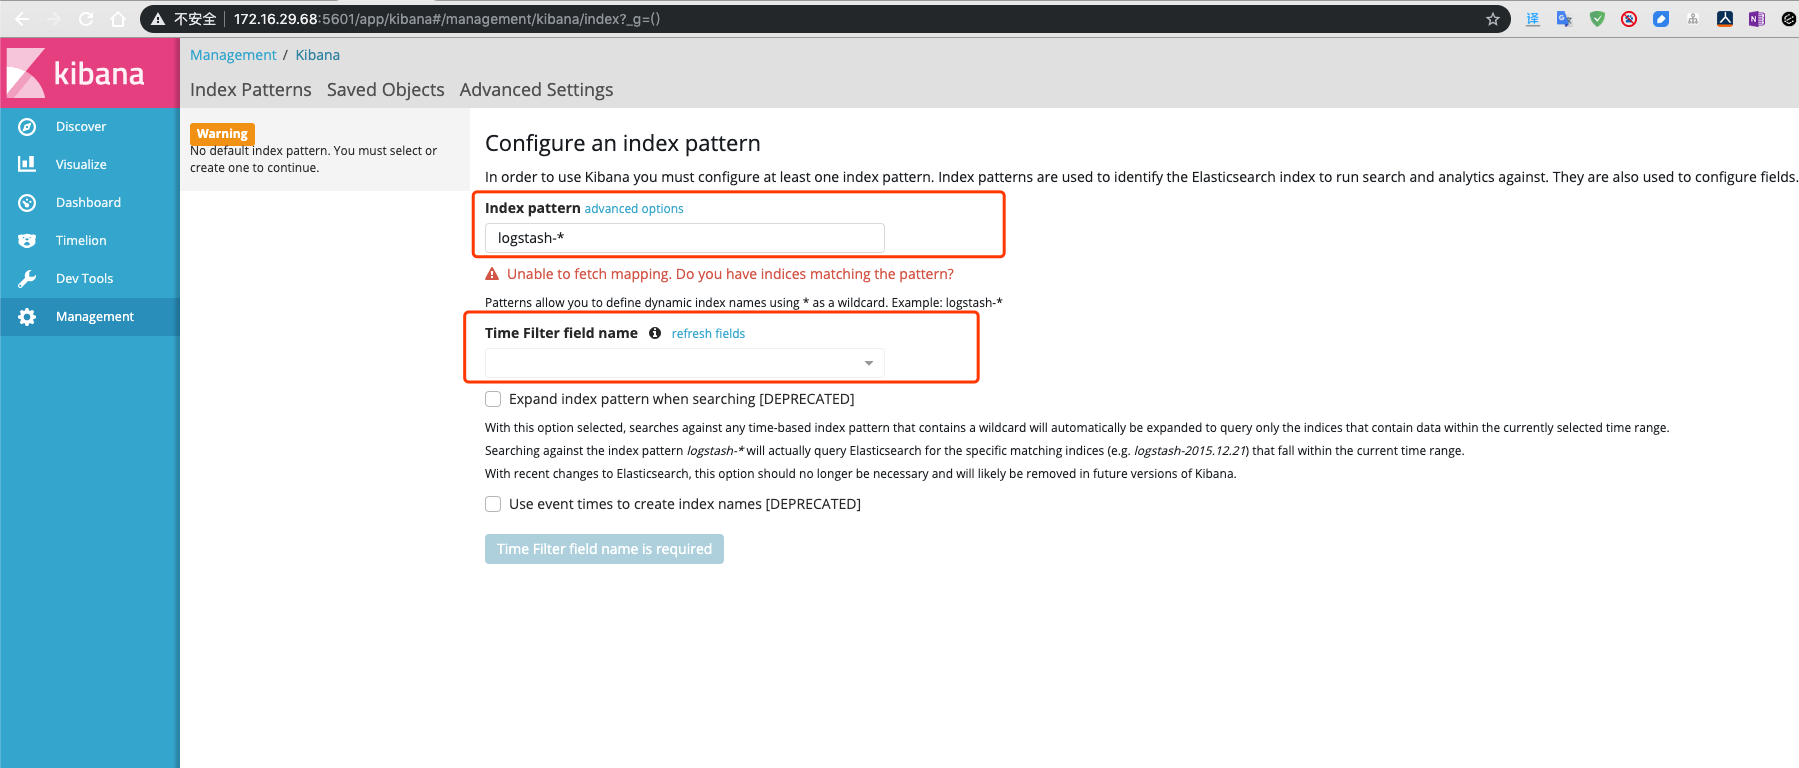 不安全 172.16.29.68:5601/app/kibana#/management/kibana/index?_g=()
译
kibana
Management / Kibana
Index Patterns Saved Objects Advanced Settings
Discover
Visualize
Dashboard
Timelion
Dev Tools
Management
Warning
No default index pattern. You must select or
create one to continue.
Configure an index pattern
In order to use Kibana you must configure at least one index pattern. Index patterns are used to identify the Elasticsearch index to run search and analytics against. They are also used to configure fields.
Index pattern advanced options
logstash-*
Unable to fetch mapping. Do you have indices matching the pattern?
Patterns allow you to define dynamic index names using * as a wildcard. Example: logstash-*
Time Filter field name refresh fields
Expand index pattern when searching [DEPRECATED]
With this option selected, searches against any time-based index pattern that contains a wildcard will automatically be expanded to query only the indices that contain data within the currently selected time range.
Searching against the index pattern logstash-* will actually query Elasticsearch for the specific matching indices (e.g. logstash-2015.12.21) that fall within the current time range.
With recent changes to Elasticsearch, this option should no longer be necessary and will likely be removed in future versions of Kibana.
Use event times to create index names [DEPRECATED]
Time Filter field name is required